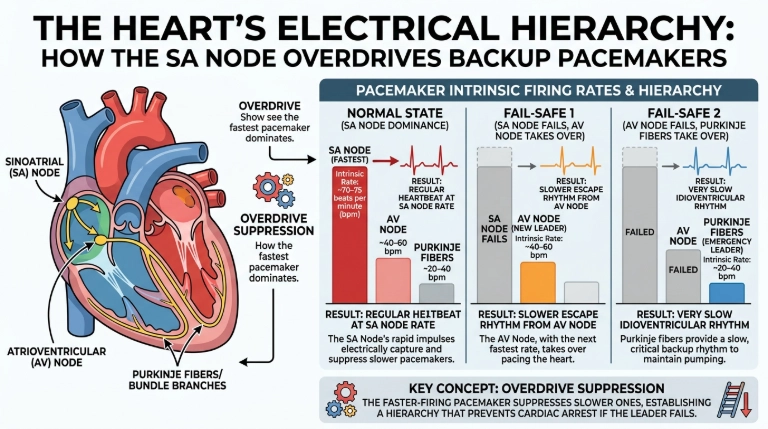 THE HEART'S ELECTRICAL HIERARCHY:
HOW THE SA NODE OVERDRIVES BACKUP PACEMAKERS
SINOATRIAL
(SA) NODE
ATRIOVENTRICULAR
(AV) NODE
PURKINJE FIBERS/
BUNDLE BRANCHES
OVERDRIVE
Show see the
fastest pacemaker
dominates.
OVERDRIVE
SUPPRESSION
How the
fastest
pacemaker
dominates.
PACEMAKER INTRINSIC FIRING RATES & HIERARCHY
NORMAL STATE
(SA NODE DOMINANCE)
SA NODE
(FASTEST)
Intrinsic
Rate:
~70–75
beats per
minute
(bpm)
RESULT:
REGULAR
HEARTBEAT
AT SA NODE
RATE
AV
NODE
~40–60
bpm
PURKINJE
FIBERS
~20–40
bpm
RESULT: REGULAR HEITBEAT
AT SA NODE RATE
The SA Node's rapid impulses
electrically capture and
suppress slower pacemakers.
FAIL-SAFE 1
(SA NODE FAILS, AV
NODE TAKES OVER)
RESULT:
SLOWER ESCAPE
RHYTHM FROM
AV NODE
SA
NODE
FAILS
AV NODE
(NEW LEADER)
Intrinsic Rate:
~40–60
bpm
RESULT: SLOWER ESCAPE
RHYTHM FROM AV NODE
The AV Node, with the next
fastest rate, takes over
pacing the heart.
FAIL-SAFE 2
(AV NODE FAILS, PURKINJE
FIBERS TAKE OVER)
RESULT:
VERY SLOW
IDIOVENTRICULAR
RHYTHM
FAILED
AV
NODE
FAILED
PURKINJE
FIBERS
(EMERGENCY
LEADER)
Intrinsic Rate:
~20–40
bpm
RESULT: VERY SLOW
IDIOVENTRICULAR RHYTHM
Purkinje fibers provide a slow,
critical backup rhythm to
maintain pumping.
KEY CONCEPT: OVERDRIVE SUPPRESSION
THE FASTER-FIRING PACEMAKER SUPPRESSES SLOWER ONES, ESTABLISHING
A HIERARCHY THAT PREVENTS CARDIAC ARREST IF THE LEADER FAILS.